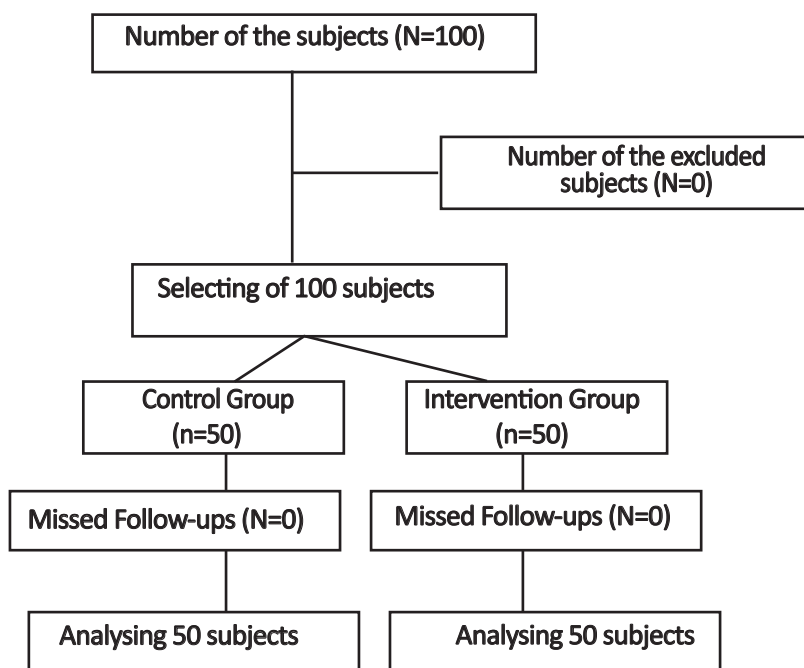 Number of the subjects (N=100)
Number of the excluded
subjects (N=0)
Selecting of 100 subjects
Control Group
(n=50)
Intervention Group
(n=50)
Missed Follow-ups (N=0)
Missed Follow-ups (N=0)
Analysing 50 subjects
Analysing 50 subjects